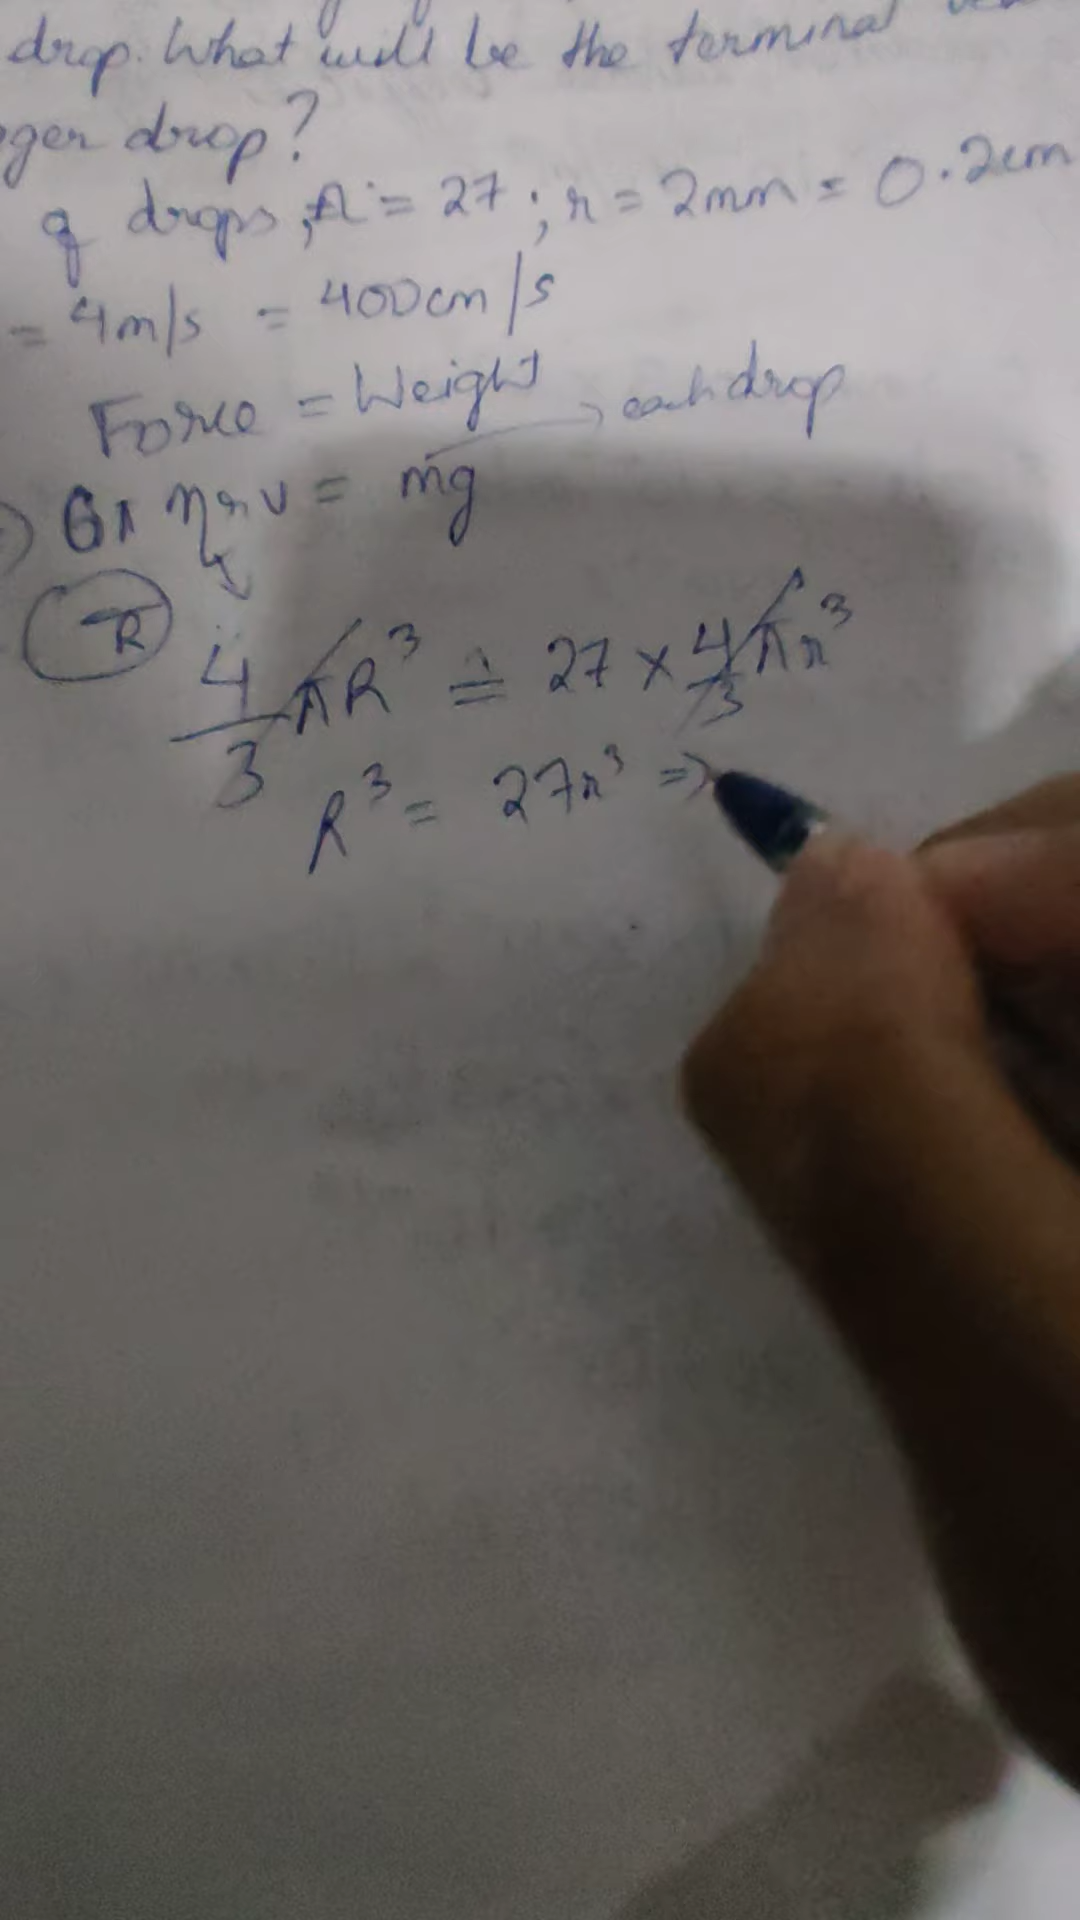 drop. What will be the terminal
ger drop?
of drops, n = 27 ; r = 2mm = 0.2cm
= 4m/s = 400cm/s
Force = Weight → each drop
6π η r v = mg
R
4/3 πR³ = 27 × 4/3 πr³
R³ = 27r³ ⇒